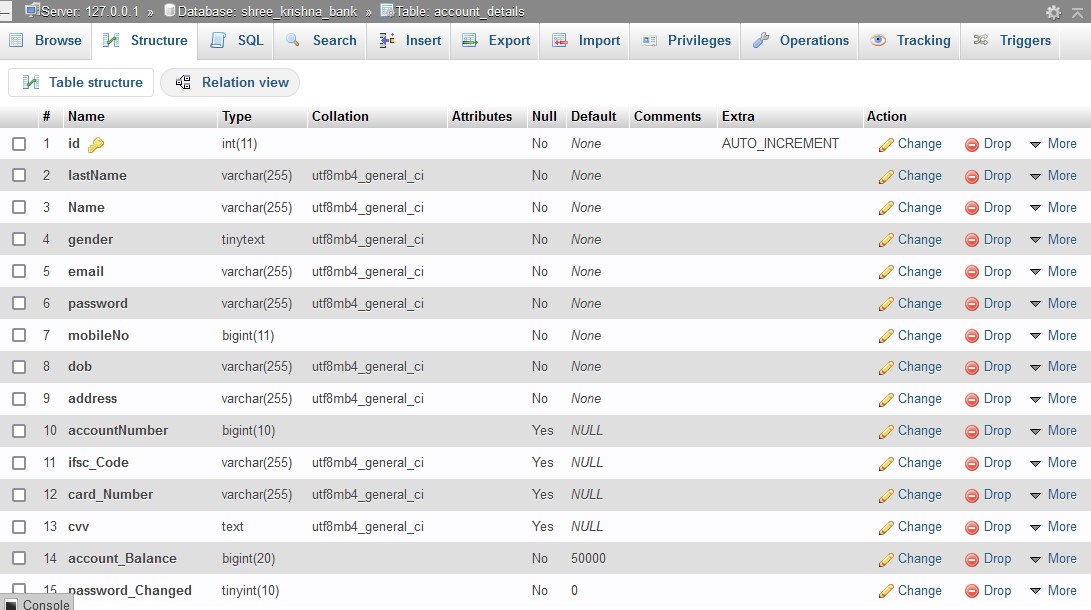 Server: 127.0.0.1 » Database: shree_krishna_bank » Table: account_details
Browse Structure SQL Search Insert Export Import Privileges Operations Tracking Triggers
Table structure Relation view
# Name Type Collation Attributes Null Default Comments Extra Action
1 id int(11) No None AUTO_INCREMENT Change Drop More
2 lastName varchar(255) utf8mb4_general_ci No None Change Drop More
3 Name varchar(255) utf8mb4_general_ci No None Change Drop More
4 gender tinytext utf8mb4_general_ci No None Change Drop More
5 email varchar(255) utf8mb4_general_ci No None Change Drop More
6 password varchar(255) utf8mb4_general_ci No None Change Drop More
7 mobileNo bigint(11) No None Change Drop More
8 dob varchar(255) utf8mb4_general_ci No None Change Drop More
9 address varchar(255) utf8mb4_general_ci No None Change Drop More
10 accountNumber bigint(10) Yes NULL Change Drop More
11 ifsc_Code varchar(255) utf8mb4_general_ci Yes NULL Change Drop More
12 card_Number varchar(255) utf8mb4_general_ci Yes NULL Change Drop More
13 cvv text utf8mb4_general_ci Yes NULL Change Drop More
14 account_Balance bigint(20) No 50000 Change Drop More
15 password_Changed tinyint(10) No 0 Change Drop More
Console